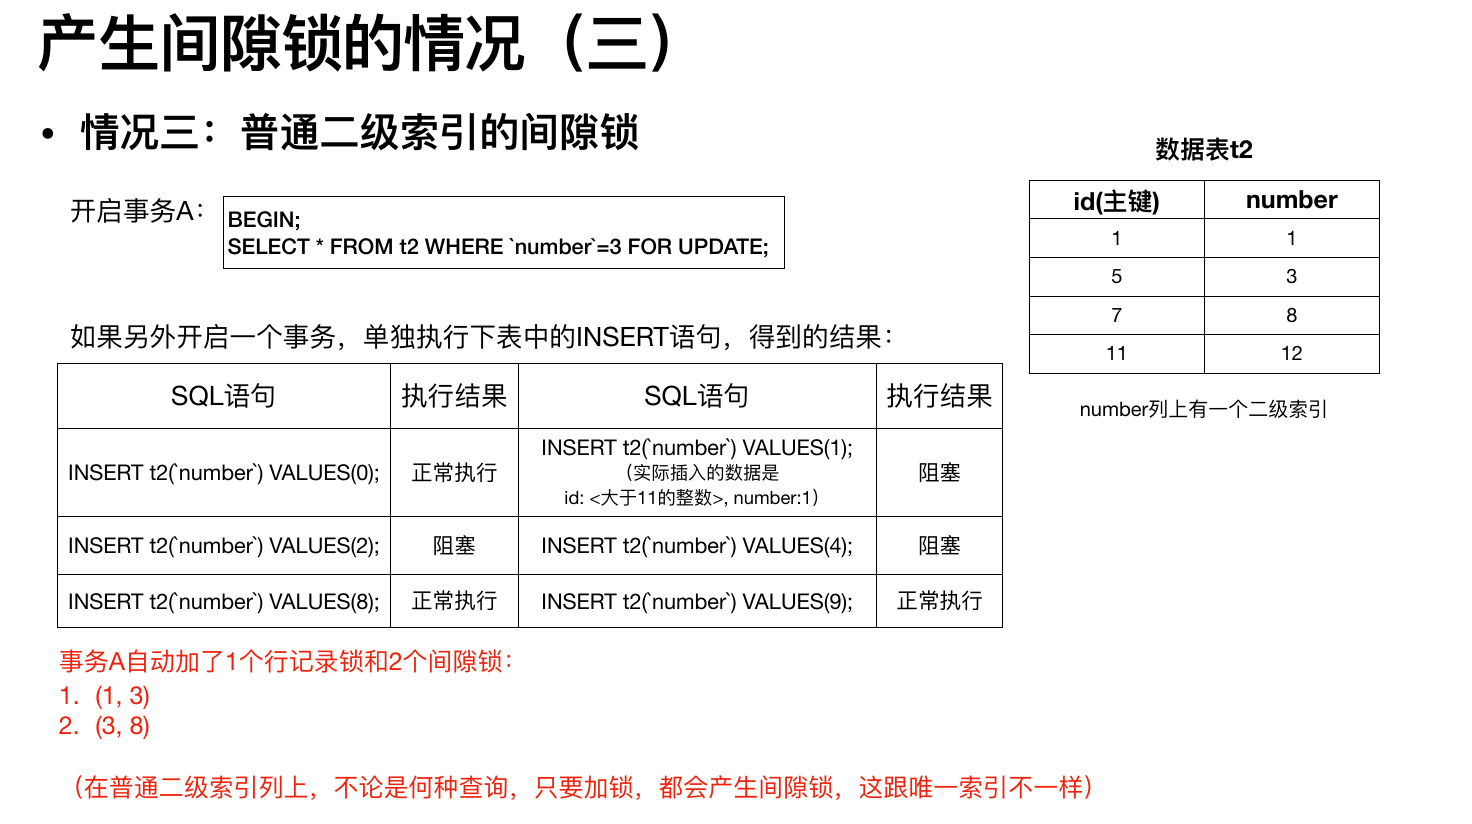 产生间隙锁的情况（三）
• 情况三：普通二级索引的间隙锁
开启事务A：
BEGIN;
SELECT * FROM t2 WHERE `number`=3 FOR UPDATE;
数据表t2
id(主键) number
1 1
5 3
7 8
11 12
number列上有一个二级索引
如果另外开启一个事务，单独执行下表中的INSERT语句，得到的结果：
SQL语句 执行结果 SQL语句 执行结果
INSERT t2(`number`) VALUES(0); 正常执行 INSERT t2(`number`) VALUES(1);
（实际插入的数据是
id: <大于11的整数>, number:1） 阻塞
INSERT t2(`number`) VALUES(2); 阻塞 INSERT t2(`number`) VALUES(4); 阻塞
INSERT t2(`number`) VALUES(8); 正常执行 INSERT t2(`number`) VALUES(9); 正常执行
事务A自动加了1个行记录锁和2个间隙锁：
1. (1, 3)
2. (3, 8)
（在普通二级索引列上，不论是何种查询，只要加锁，都会产生间隙锁，这跟唯一索引不一样）